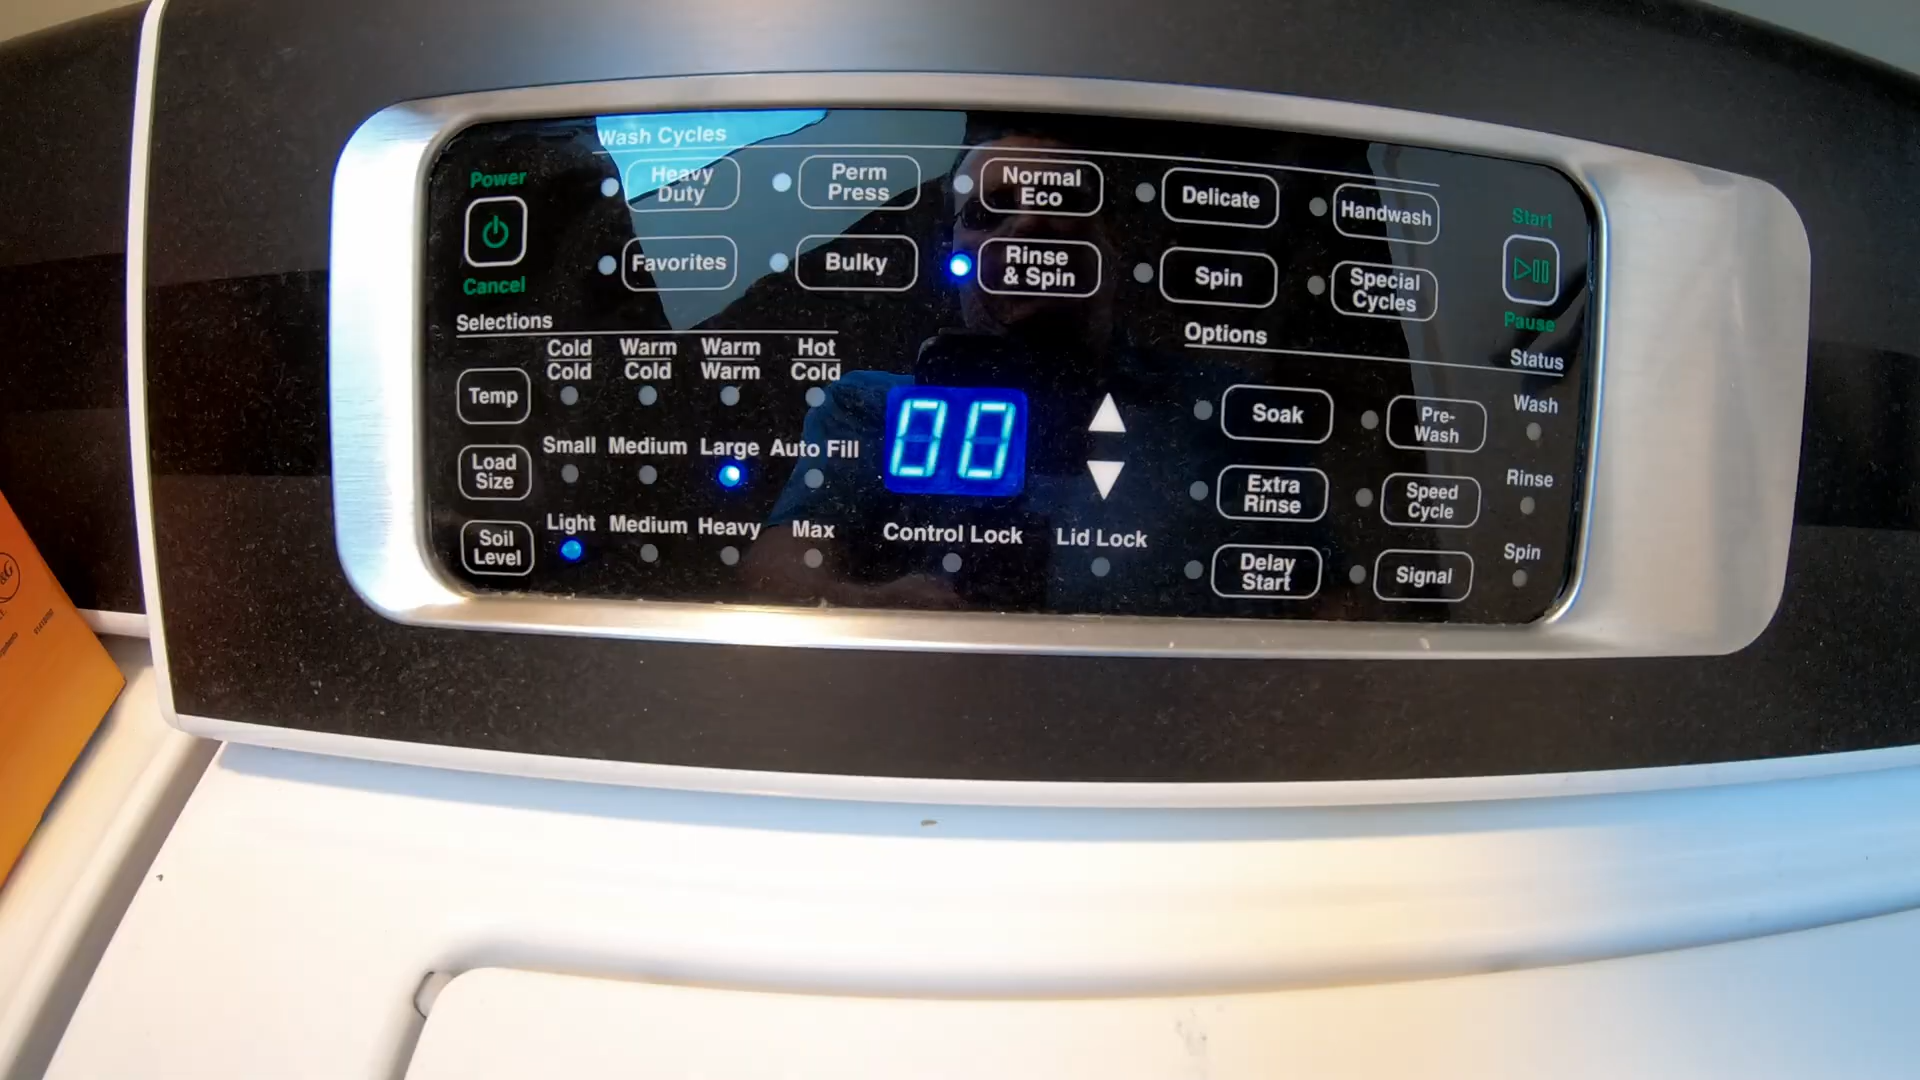 Wash Cycles
Power
Heavy
Duty
Perm
Press
Normal
Eco
Delicate
Handwash
Start
Favorites
Bulky
Rinse
& Spin
Spin
Special
Cycles
Cancel
Pause
Selections
Options
Status
Cold
Cold
Warm
Cold
Warm
Warm
Hot
Cold
Temp
00
Soak
Pre-
Wash
Wash
Load
Size
Small
Medium
Large
Auto Fill
Extra
Rinse
Speed
Cycle
Rinse
Soil
Level
Light
Medium
Heavy
Max
Control Lock
Lid Lock
Delay
Start
Signal
Spin